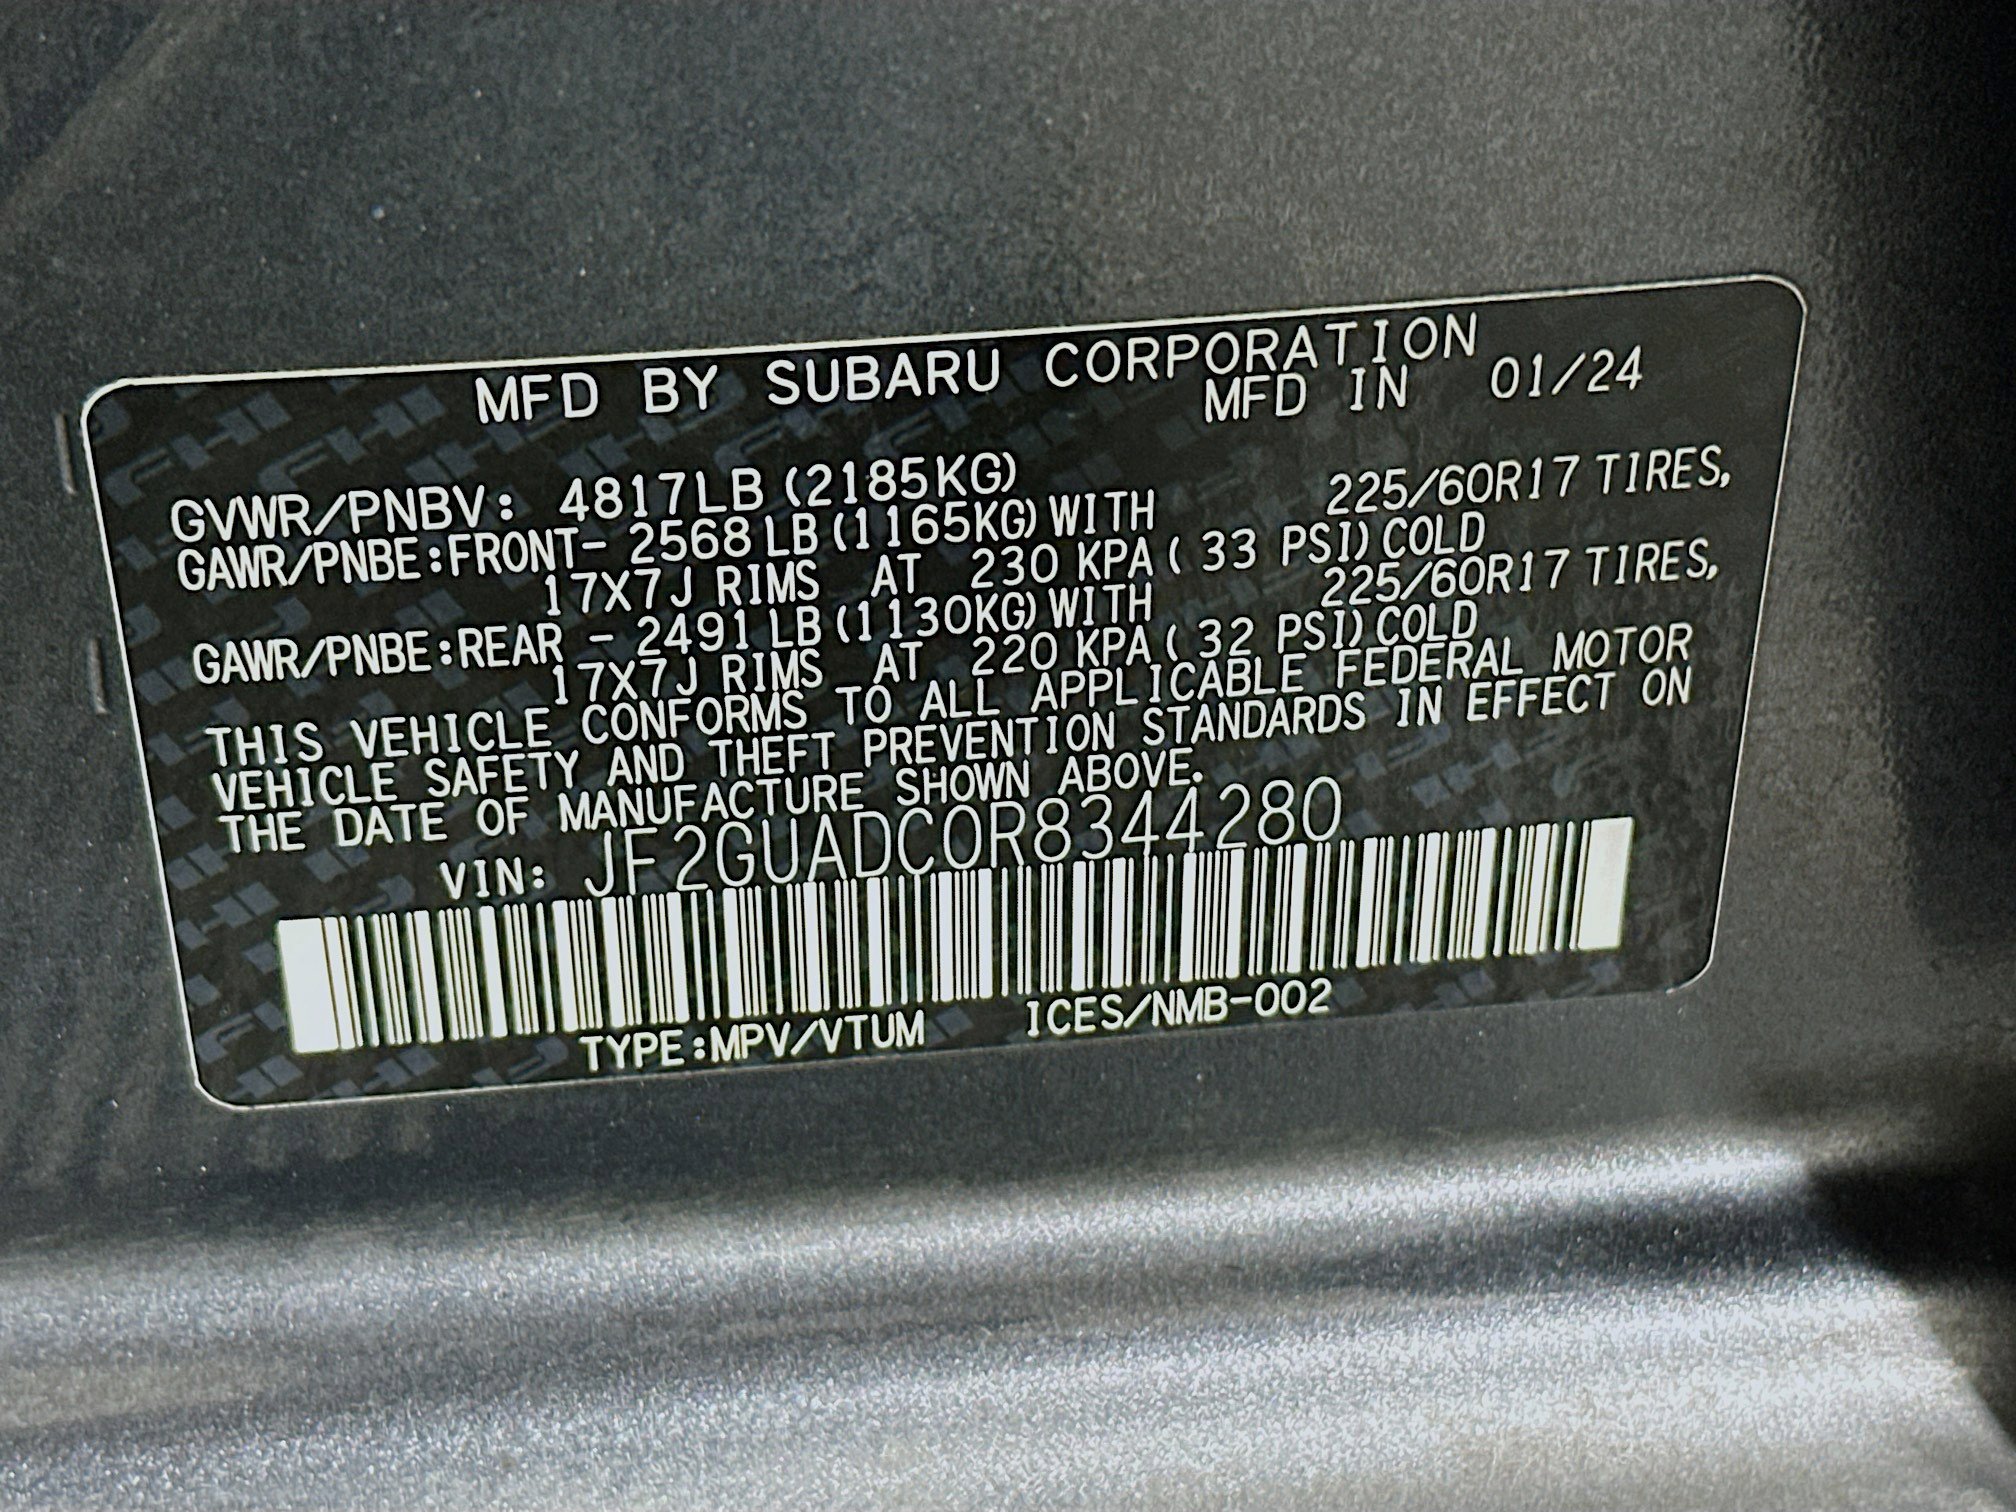 MFD BY SUBARU CORPORATION
MFD IN 01/24
GVWR/PNBV: 4817LB (2185KG)
GAWR/PNBE:FRONT- 2568 LB (1165KG) WITH 225/60R17 TIRES,
17X7J RIMS AT 230 KPA ( 33 PSI) COLD
GAWR/PNBE:REAR - 2491 LB (1130KG) WITH 225/60R17 TIRES,
17X7J RIMS AT 220 KPA ( 32 PSI) COLD
THIS VEHICLE CONFORMS TO ALL APPLICABLE FEDERAL MOTOR
VEHICLE SAFETY AND THEFT PREVENTION STANDARDS IN EFFECT ON
THE DATE OF MANUFACTURE SHOWN ABOVE.
VIN: JF2GUADC0R8344280
TYPE:MPV/VTUM ICES/NMB-002